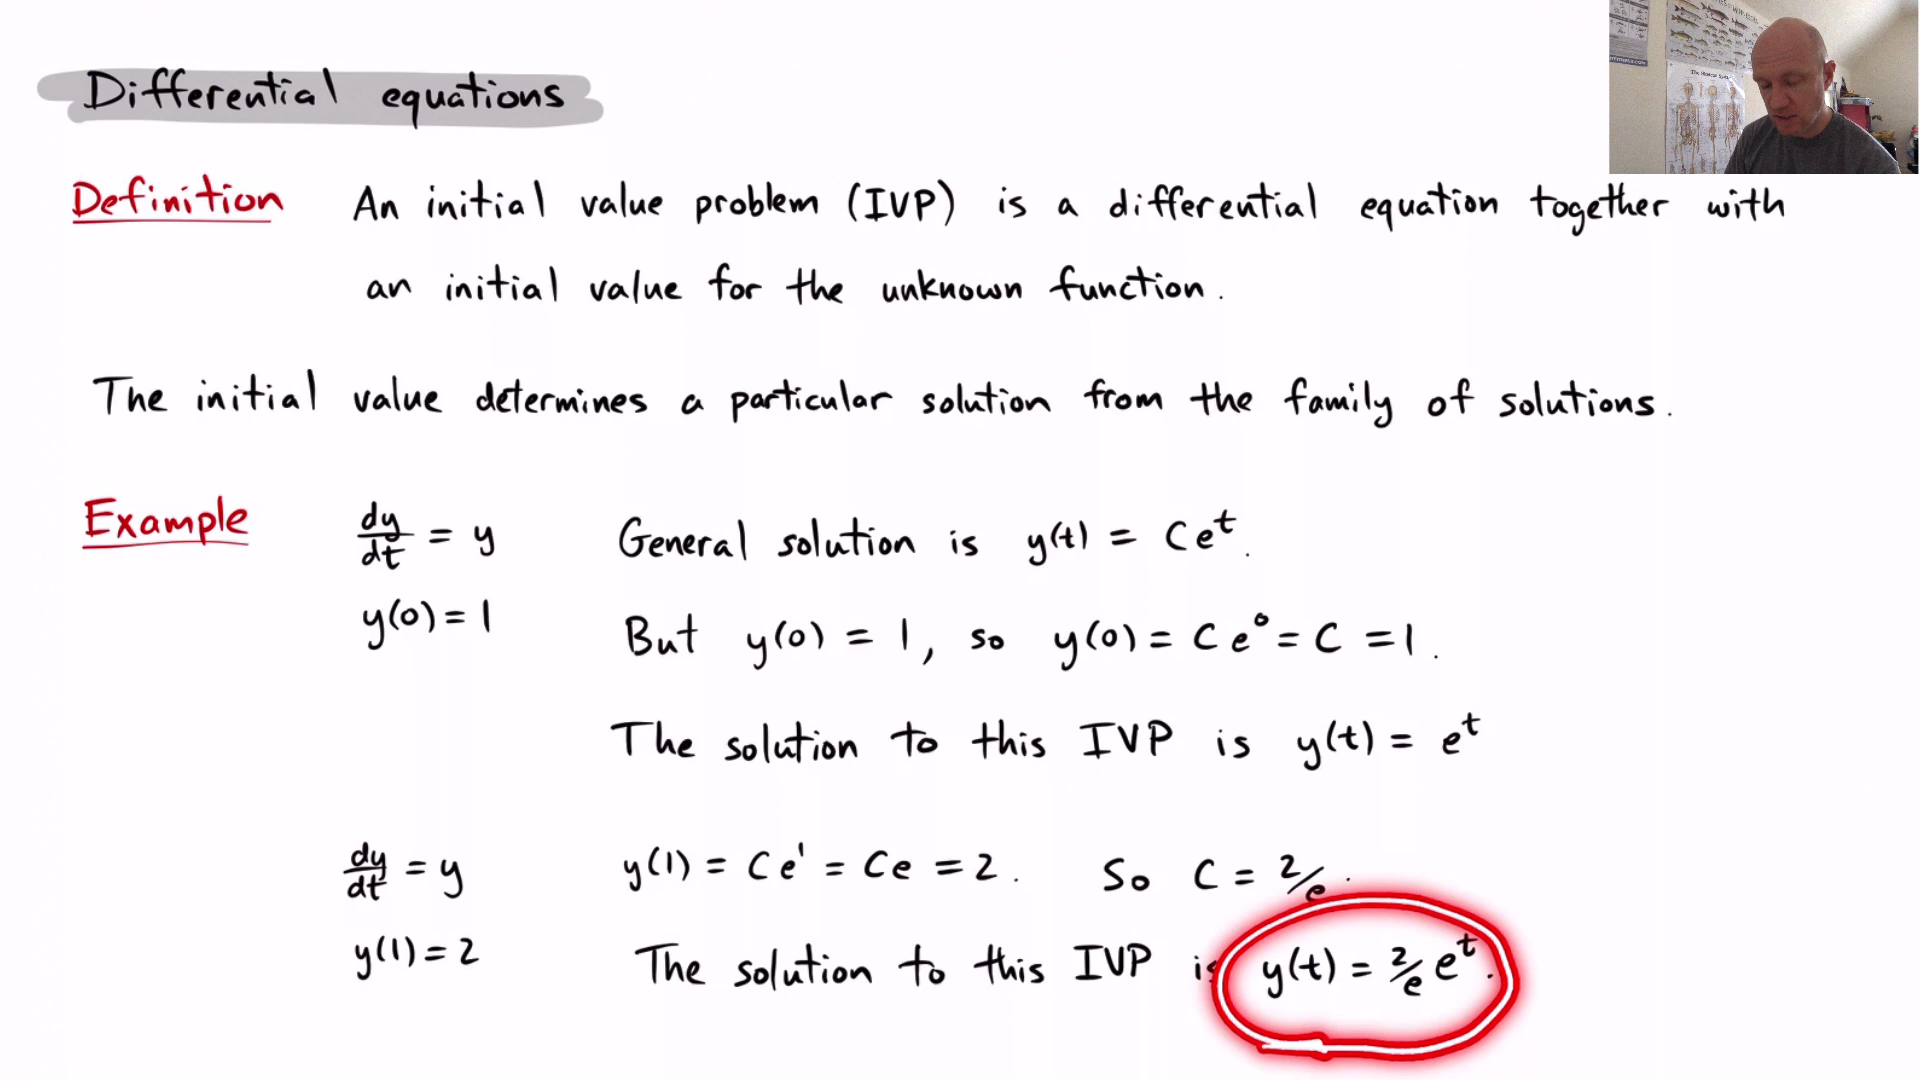 Differential equations
Definition An initial value problem (IVP) is a differential equation together with
an initial value for the unknown function.
The initial value determines a particular solution from the family of solutions.
Example dy/dt = y General solution is y(t) = Ce^t.
y(0) = 1 But y(0) = 1, so y(0) = Ce^0 = C = 1.
The solution to this IVP is y(t) = e^t
dy/dt = y y(1) = Ce^1 = Ce = 2. So C = 2/e.
y(1) = 2 The solution to this IVP is y(t) = 2/e e^t.